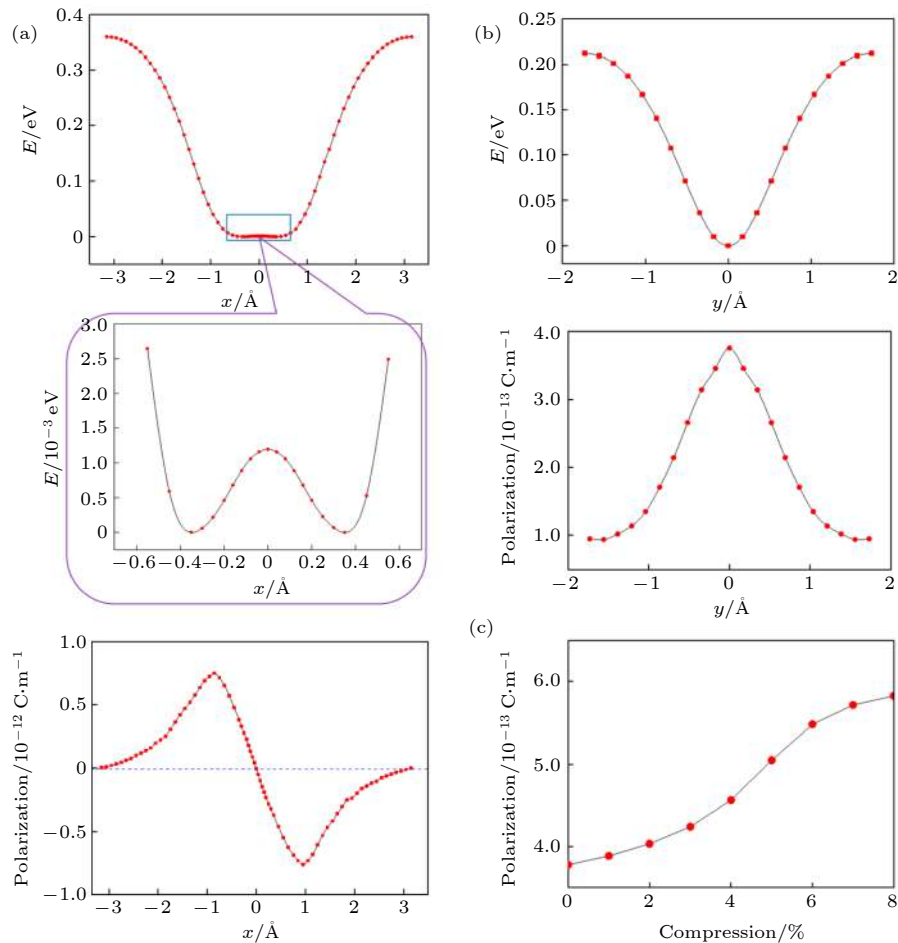 (a)
0.4
0.3
0.2
0.1
0
E/eV
−3 −2 −1 0 1 2 3
x/Å
3.0
2.5
2.0
1.5
1.0
0.5
0
E/10⁻³ eV
−0.6 −0.4 −0.2 0 0.2 0.4 0.6
x/Å
1.0
0.5
0
−0.5
−1.0
Polarization/10⁻¹² C·m⁻¹
−3 −2 −1 0 1 2 3
x/Å
(b)
0.25
0.20
0.15
0.10
0.05
0
E/eV
−2 −1 0 1 2
y/Å
4.0
3.0
2.0
1.0
Polarization/10⁻¹³ C·m⁻¹
−2 −1 0 1 2
y/Å
(c)
6.0
5.0
4.0
Polarization/10⁻¹³ C·m⁻¹
0 2 4 6 8
Compression/%